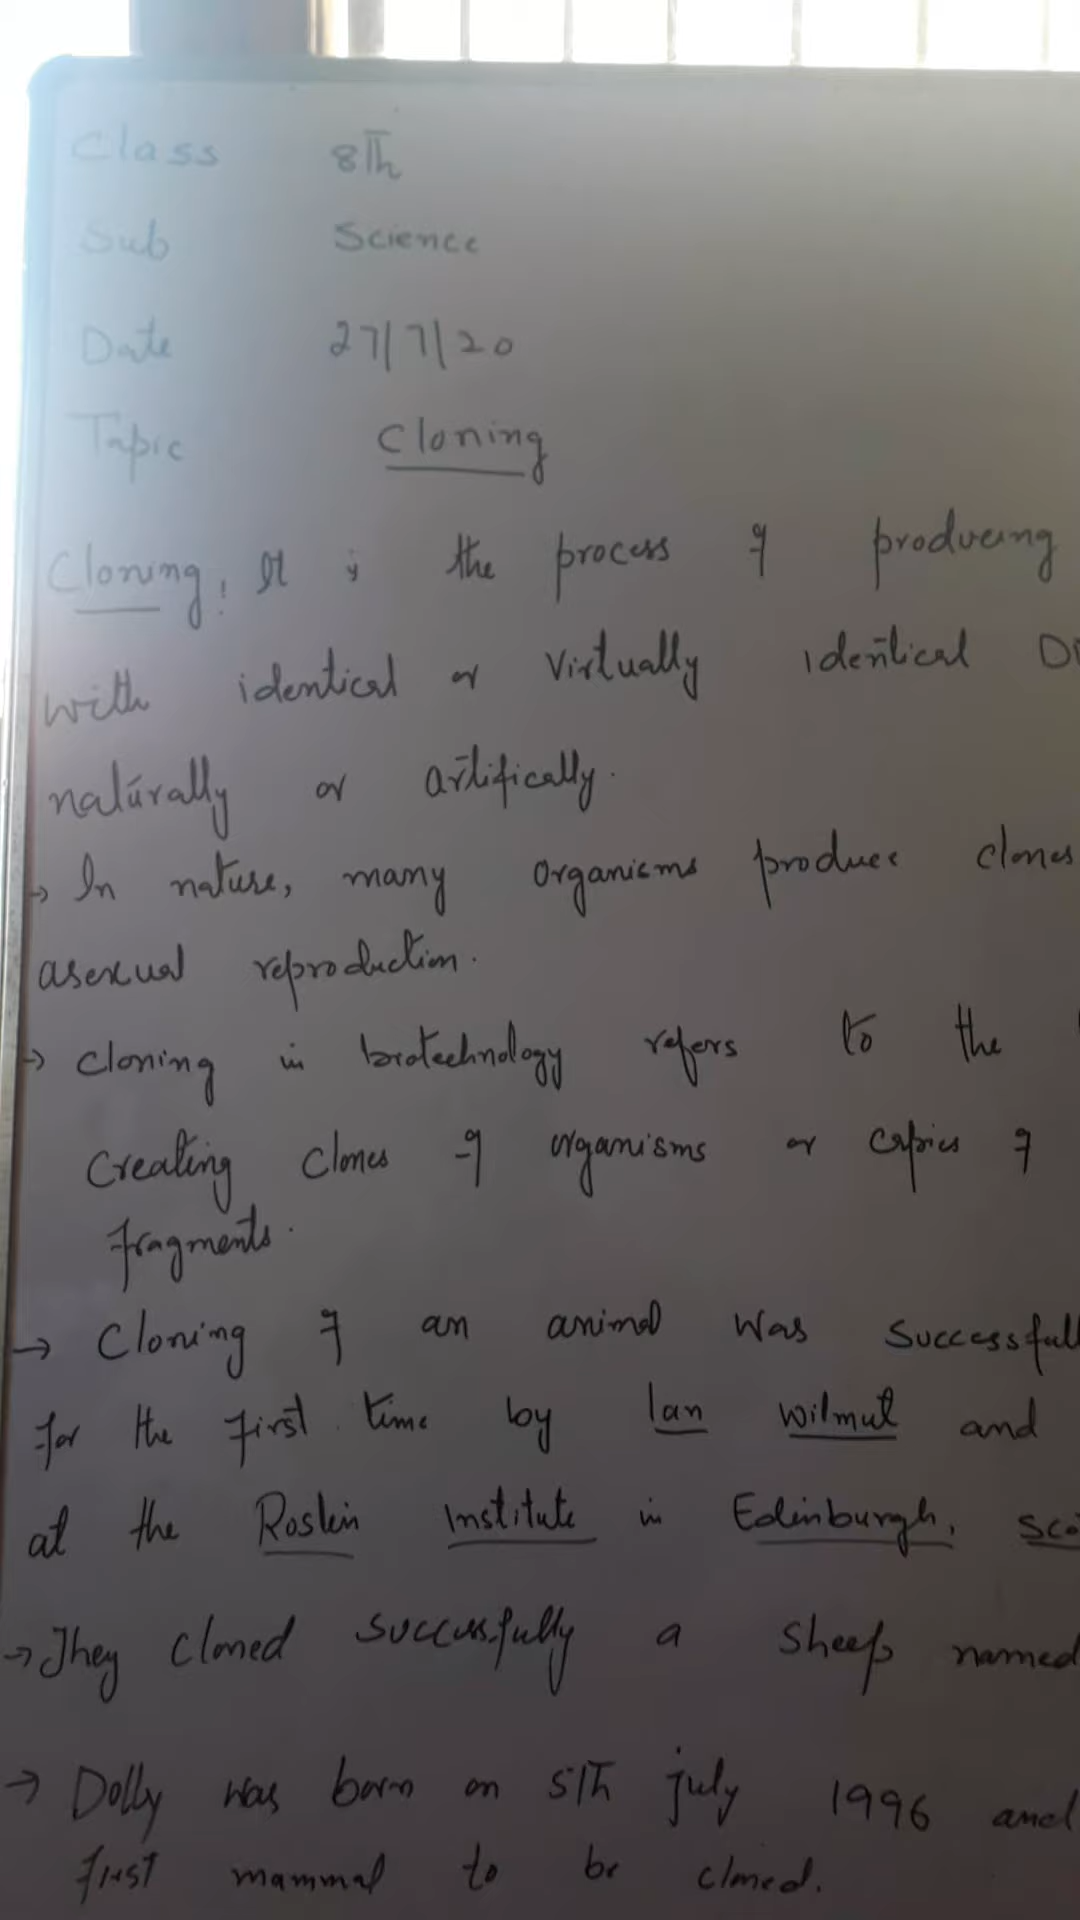 Class 8Th
Sub Science
Date 27/7/20
Topic Cloning
Cloning: It is the process of producing
with identical or virtually identical
naturally or artifically.
→ In nature, many organisms produce clones
asexual reproduction.
→ Cloning in biotechnology refers to the
creating clones of organisms or copies of
fragments.
→ Cloning of an animal was successfull
for the first time by Ian Wilmut and
at the Roslin Institute in Edinburgh, Sco
→ They cloned successfully a sheep named
→ Dolly was born on 5Th july 1996 and
first mammal to be cloned.